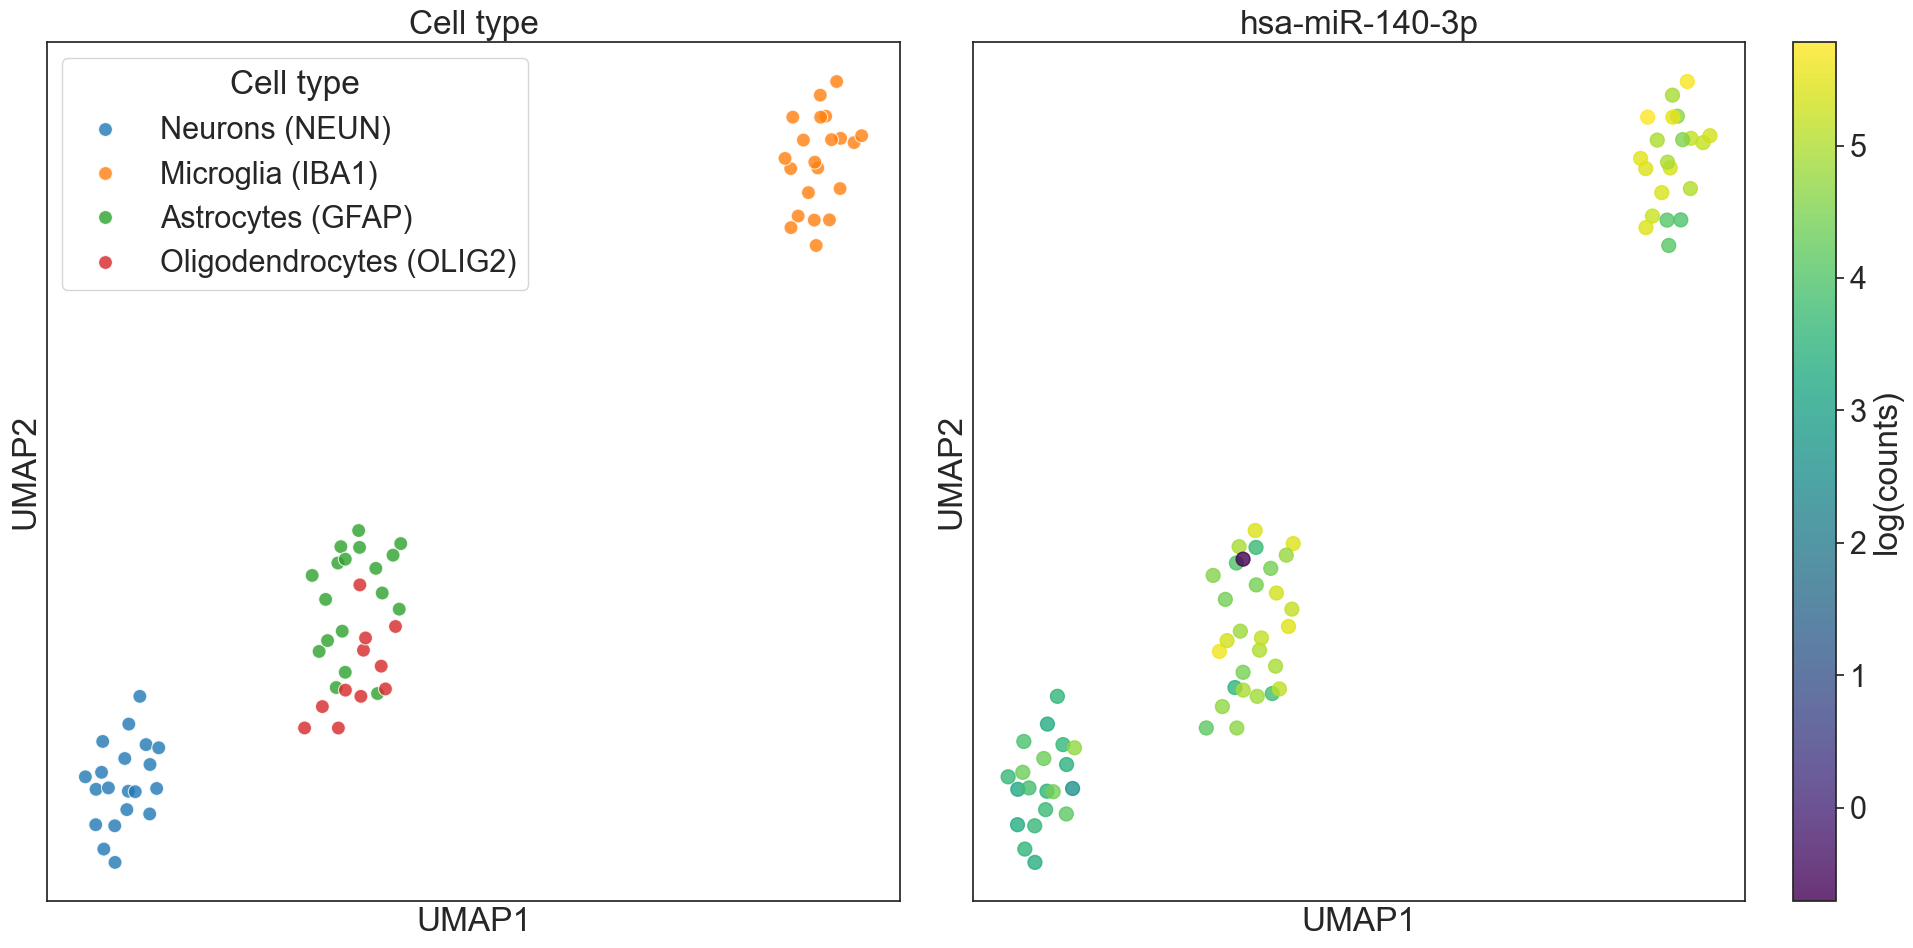 Cell type
Cell type
Neurons (NEUN)
Microglia (IBA1)
Astrocytes (GFAP)
Oligodendrocytes (OLIG2)
UMAP2
UMAP1
hsa-miR-140-3p
UMAP2
UMAP1
5
4
3
2
1
0
log(counts)